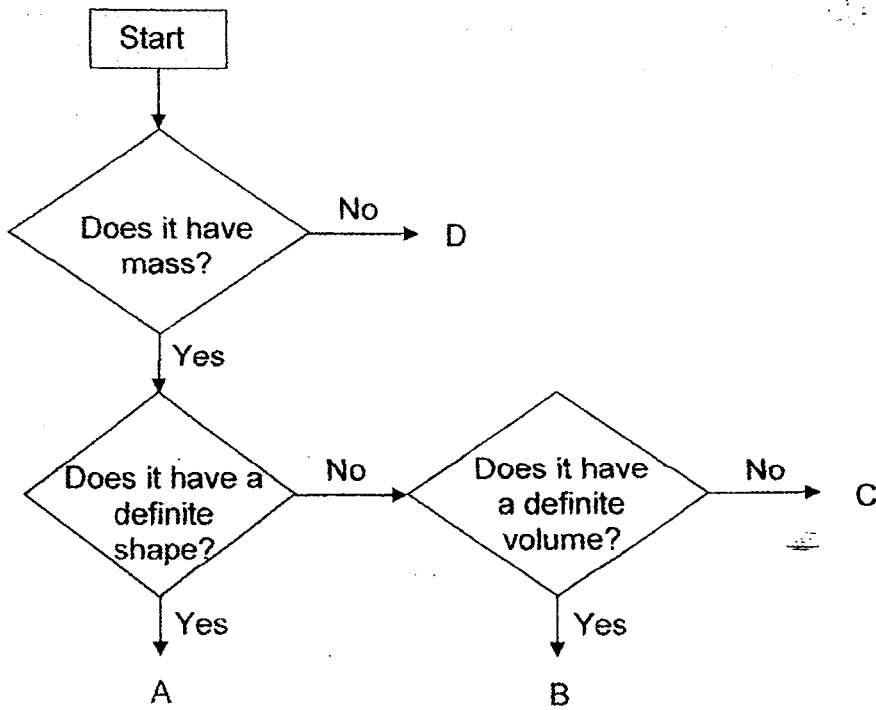 Start
Does it have
mass?
No
D
Yes
Does it have a
definite
shape?
No
Does it have
a definite
volume?
No
C
Yes
A
Yes
B